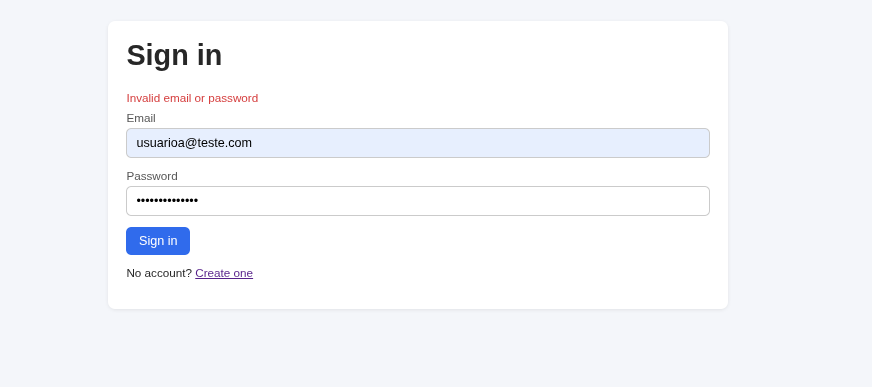 Sign in
Invalid email or password
Email
usuarioa@teste.com
Password
••••••••••••••
Sign in
No account? Create one